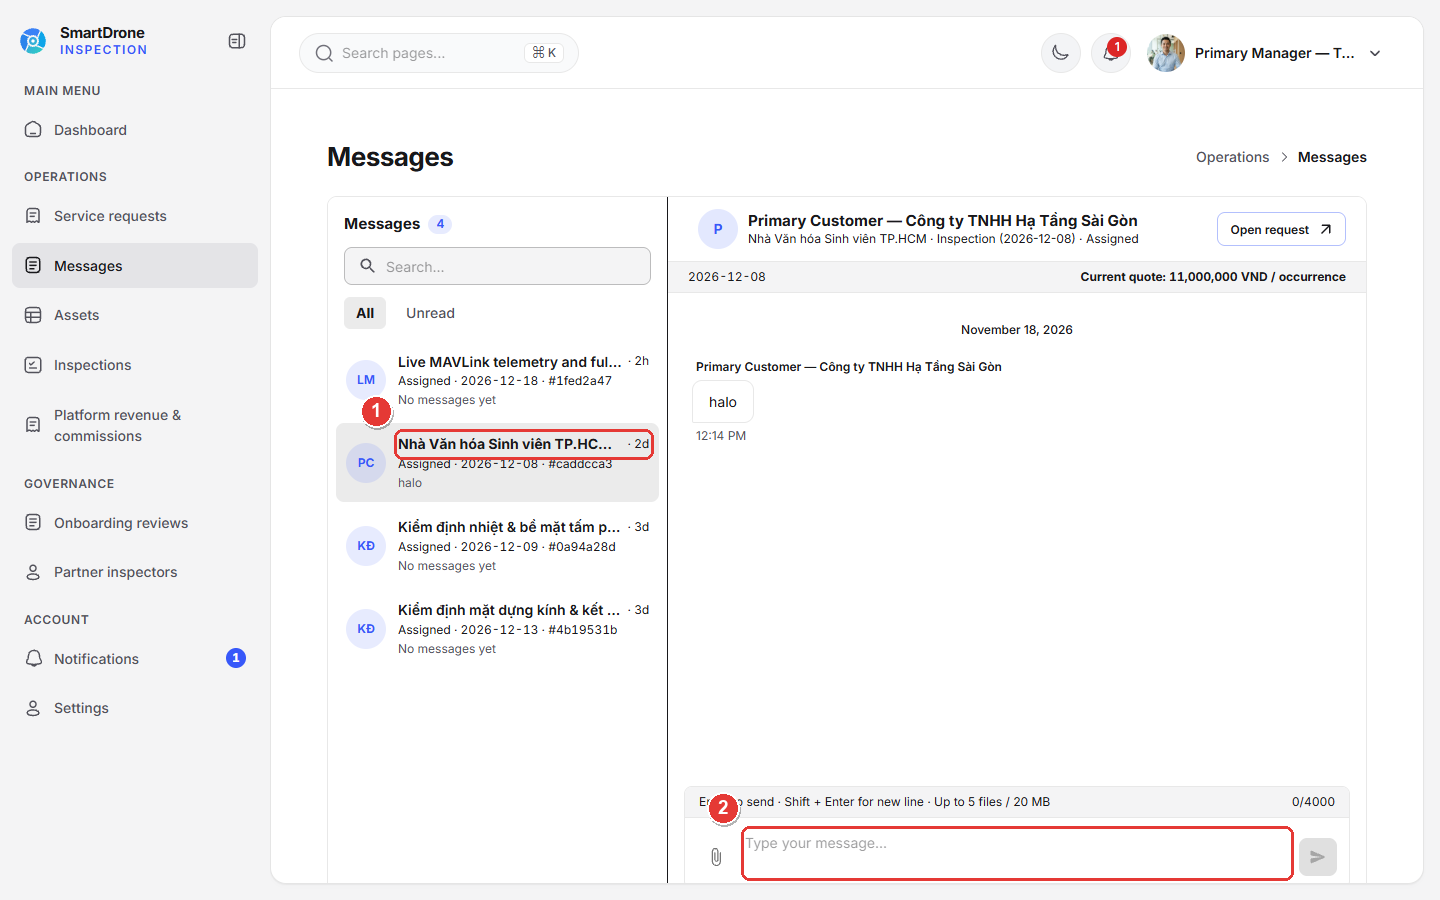 SmartDrone
INSPECTION
MAIN MENU
Dashboard
OPERATIONS
Service requests
Messages
Assets
Inspections
Platform revenue &
commissions
GOVERNANCE
Onboarding reviews
Partner inspectors
ACCOUNT
Notifications
1
Settings
Search pages...
⌘ K
1
Primary Manager — T...
Messages
Operations > Messages
Messages 4
Search...
All
Unread
LM
Live MAVLink telemetry and ful... · 2h
Assigned · 2026-12-18 · #1fed2a47
No messages yet
1
PC
Nhà Văn hóa Sinh viên TP.HC... · 2d
Assigned · 2026-12-08 · #caddcca3
halo
KĐ
Kiểm định nhiệt & bề mặt tấm p... · 3d
Assigned · 2026-12-09 · #0a94a28d
No messages yet
KĐ
Kiểm định mặt dựng kính & kết ... · 3d
Assigned · 2026-12-13 · #4b19531b
No messages yet
P
Primary Customer — Công ty TNHH Hạ Tầng Sài Gòn
Nhà Văn hóa Sinh viên TP.HCM · Inspection (2026-12-08) · Assigned
Open request
2026-12-08
Current quote: 11,000,000 VND / occurrence
November 18, 2026
Primary Customer — Công ty TNHH Hạ Tầng Sài Gòn
halo
12:14 PM
2
send · Shift + Enter for new line · Up to 5 files / 20 MB
0/4000
Type your message...